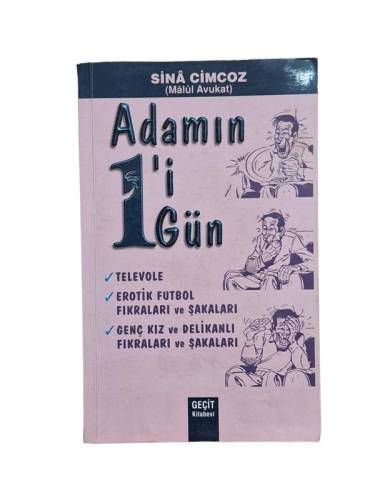 SİNÂ CİMCOZ
(Mâlûl Avukat)
Adamın
1'i
Gün
✓ TELEVOLE
✓ EROTİK FUTBOL
FIKRALARI ve ŞAKALARI
✓ GENÇ KIZ ve DELİKANLI
FIKRALARI ve ŞAKALARI
GEÇİT
Kitabevi